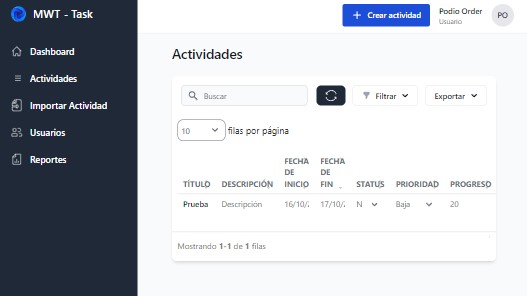 MWT - Task
Crear actividad
Podio Order
Usuario
PO
Dashboard
Actividades
Importar Actividad
Usuarios
Reportes
Actividades
Buscar
Filtrar
Exportar
10
filas por página
TÍTULO DESCRIPCIÓN FECHA DE INICIO FECHA DE FIN STATUS PRIORIDAD PROGRESO
Prueba Descripción 16/10/ 17/10/ N Baja 20
Mostrando 1-1 de 1 filas